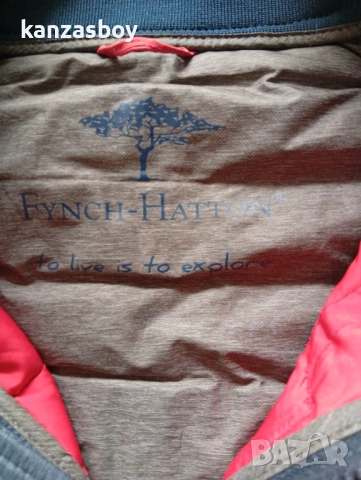 kanzasboy
FYNCH-HATTON®
to live is to explore
BAZAR